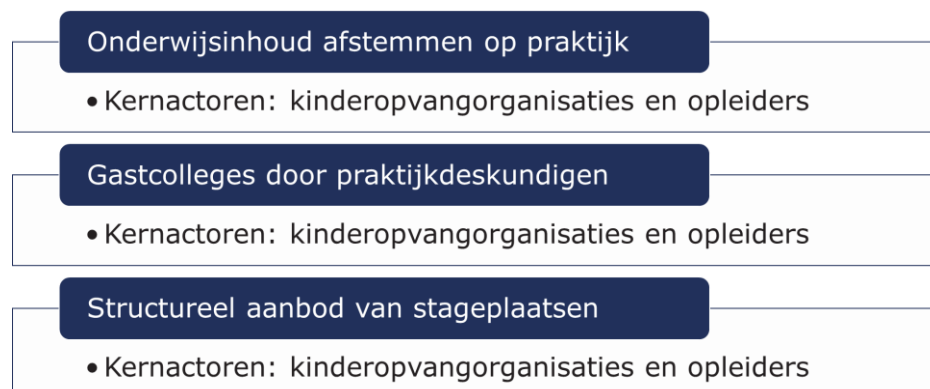 Onderwijsinhoud afstemmen op praktijk
• Kernactoren: kinderopvangorganisaties en opleiders
Gastcolleges door praktijkdeskundigen
• Kernactoren: kinderopvangorganisaties en opleiders
Structureel aanbod van stageplaatsen
• Kernactoren: kinderopvangorganisaties en opleiders